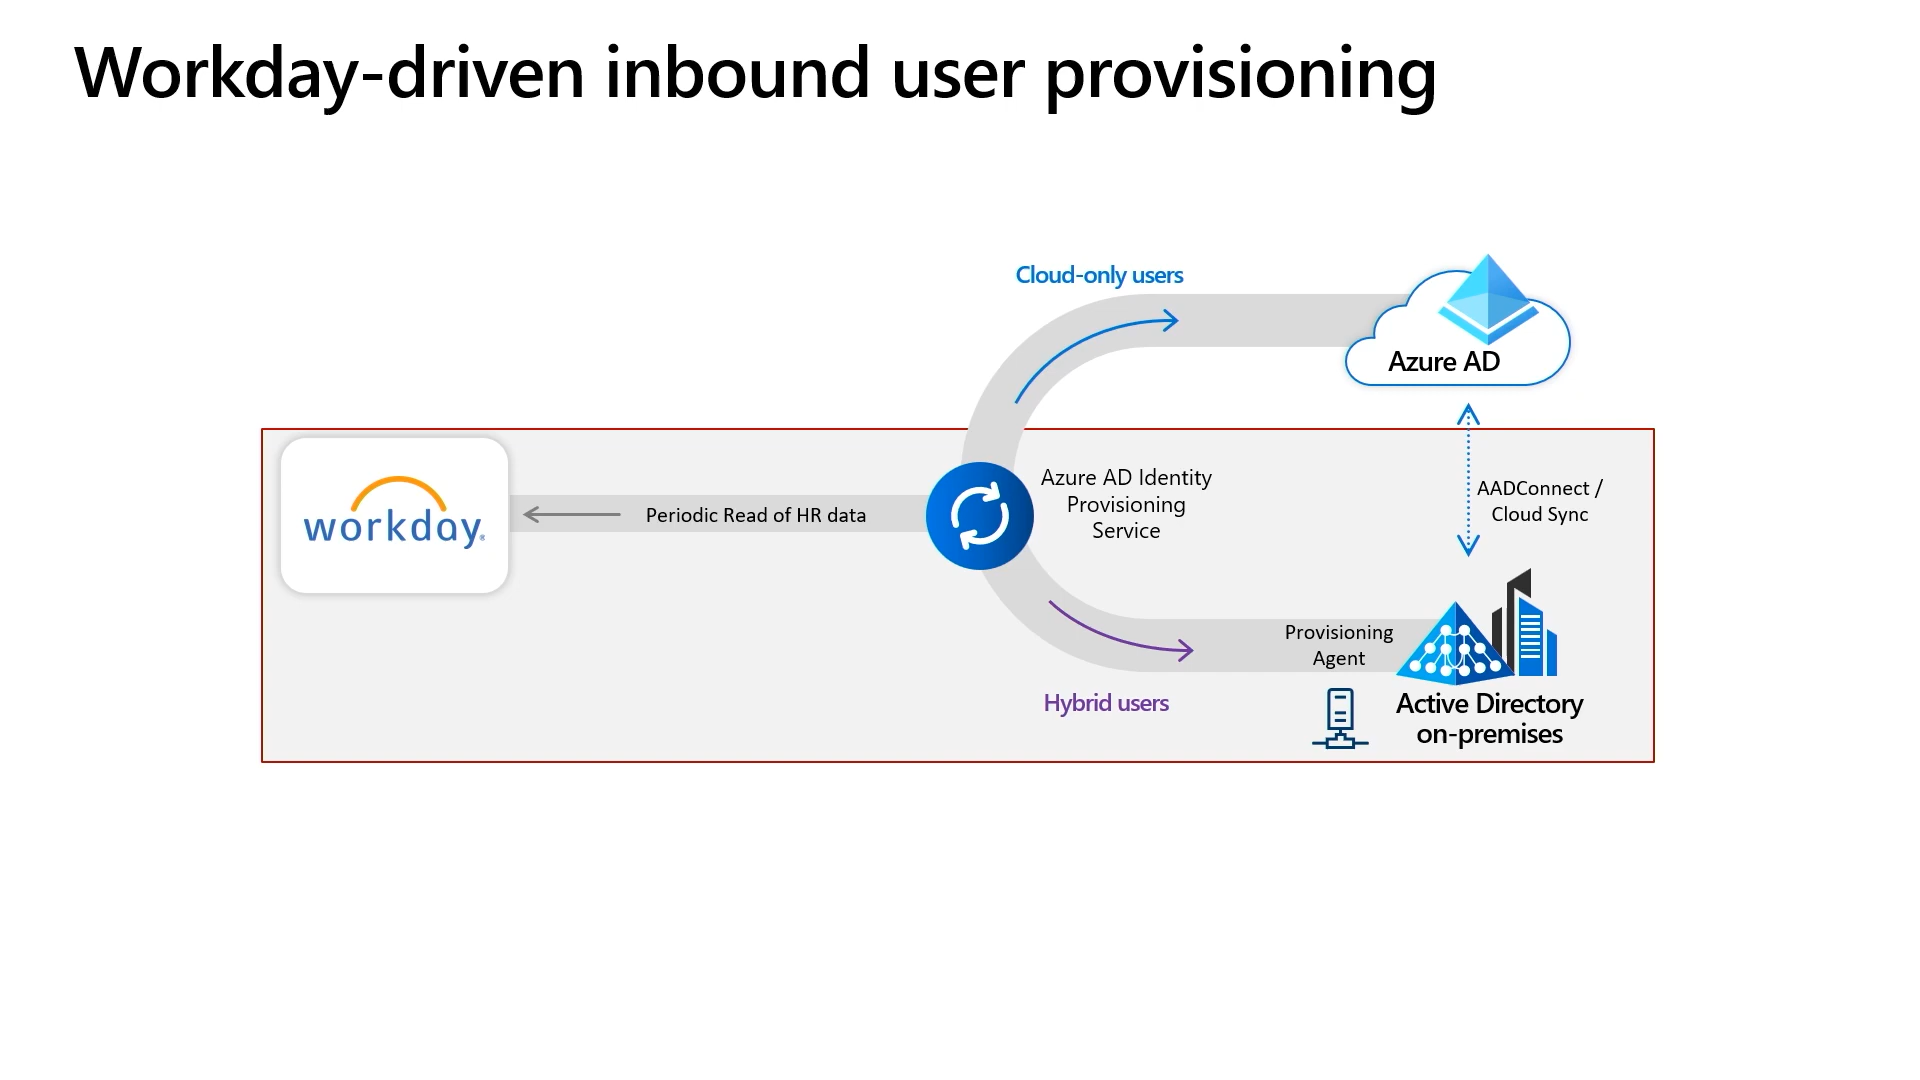 Workday-driven inbound user provisioning
Cloud-only users
Azure AD
workday®
Periodic Read of HR data
Azure AD Identity
Provisioning
Service
AADConnect /
Cloud Sync
Provisioning
Agent
Hybrid users
Active Directory
on-premises